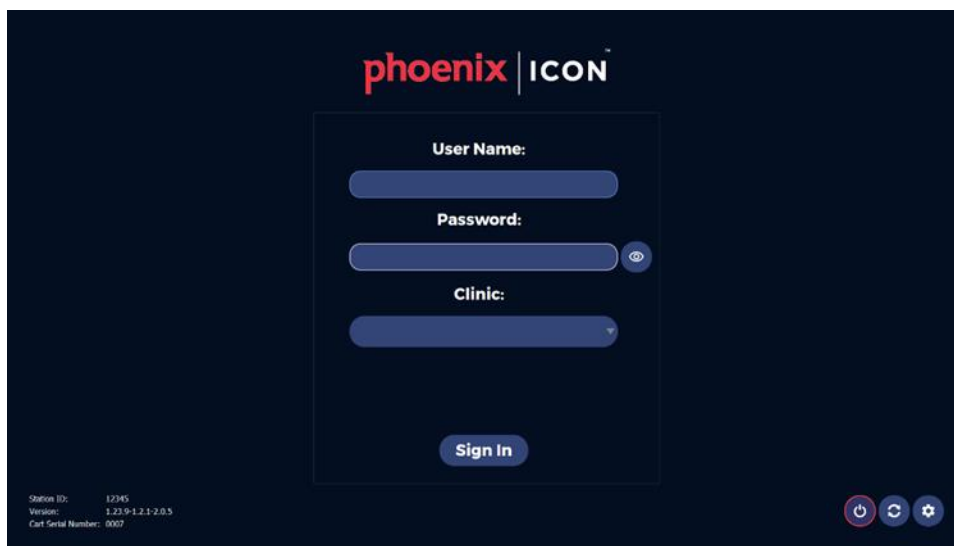 phoenix | ICON™
User Name:
Password:
Clinic:
Sign In
Station ID: 12345
Version: 1.23.9-1.2.1-2.0.5
Cart Serial Number: 0007